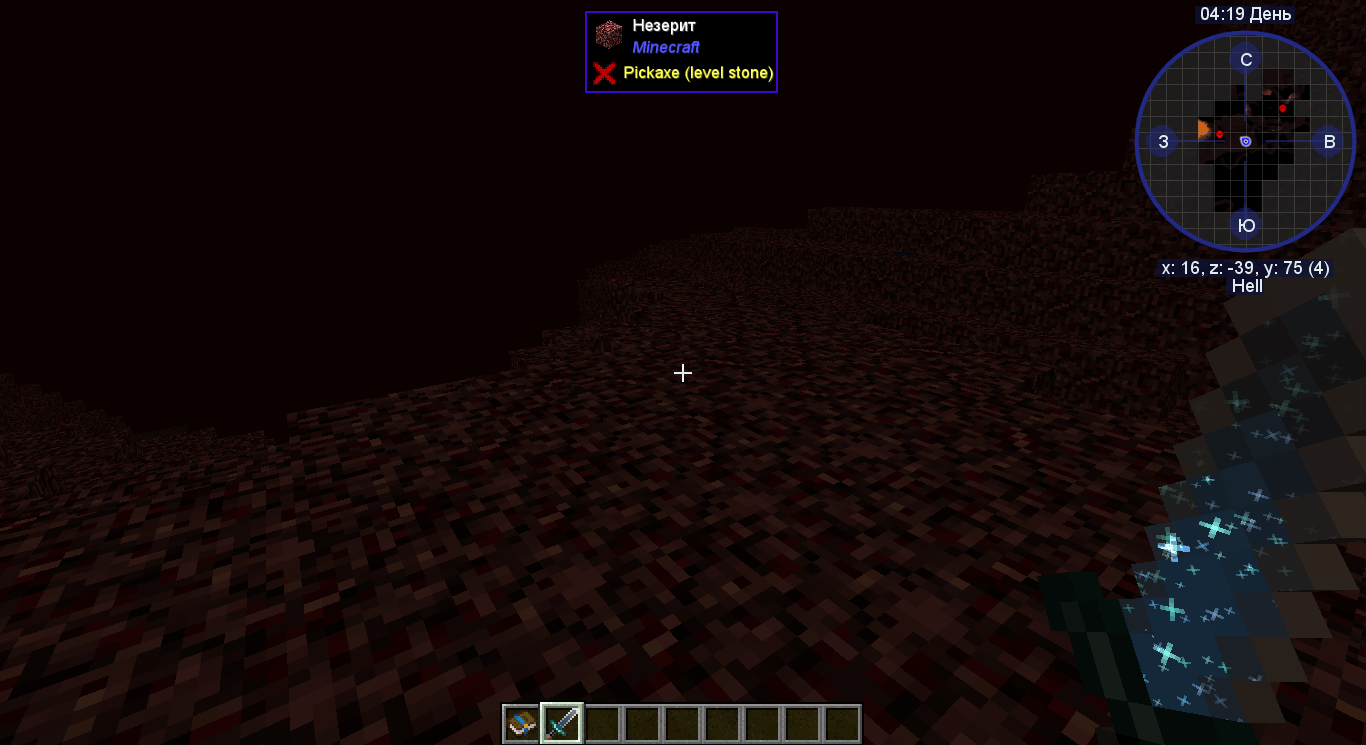 Незерит
Minecraft
Pickaxe (level stone)
04:19 День
С
З
В
Ю
x: 16, z: -39, y: 75 (4)
Hell